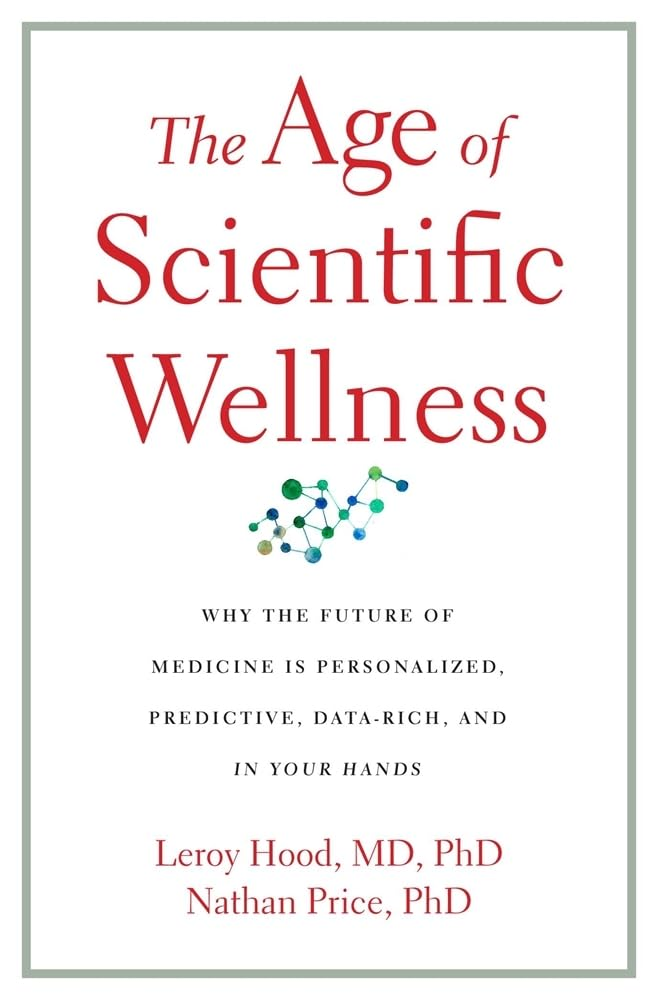 The Age of
Scientific
Wellness
WHY THE FUTURE OF
MEDICINE IS PERSONALIZED,
PREDICTIVE, DATA-RICH, AND
IN YOUR HANDS
Leroy Hood, MD, PhD
Nathan Price, PhD